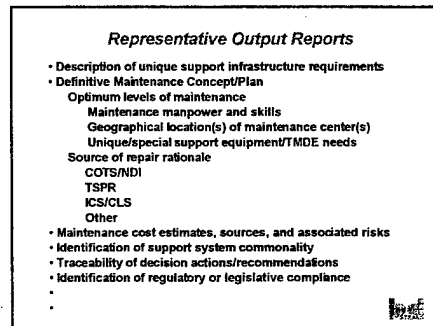 Representative Output Reports
• Description of unique support infrastructure requirements
• Definitive Maintenance Concept/Plan
Optimum levels of maintenance
Maintenance manpower and skills
Geographical location(s) of maintenance center(s)
Unique/special support equipment/TMDE needs
Source of repair rationale
COTS/NDI
TSPR
ICS/CLS
Other
• Maintenance cost estimates, sources, and associated risks
• Identification of support system commonality
• Traceability of decision actions/recommendations
• Identification of regulatory or legislative compliance
•
•